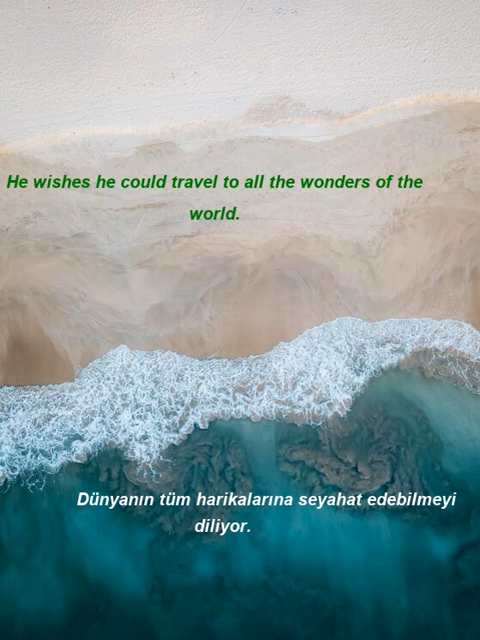 He wishes he could travel to all the wonders of the
world.
Dünyanın tüm harikalarına seyahat edebilmeyi
diliyor.